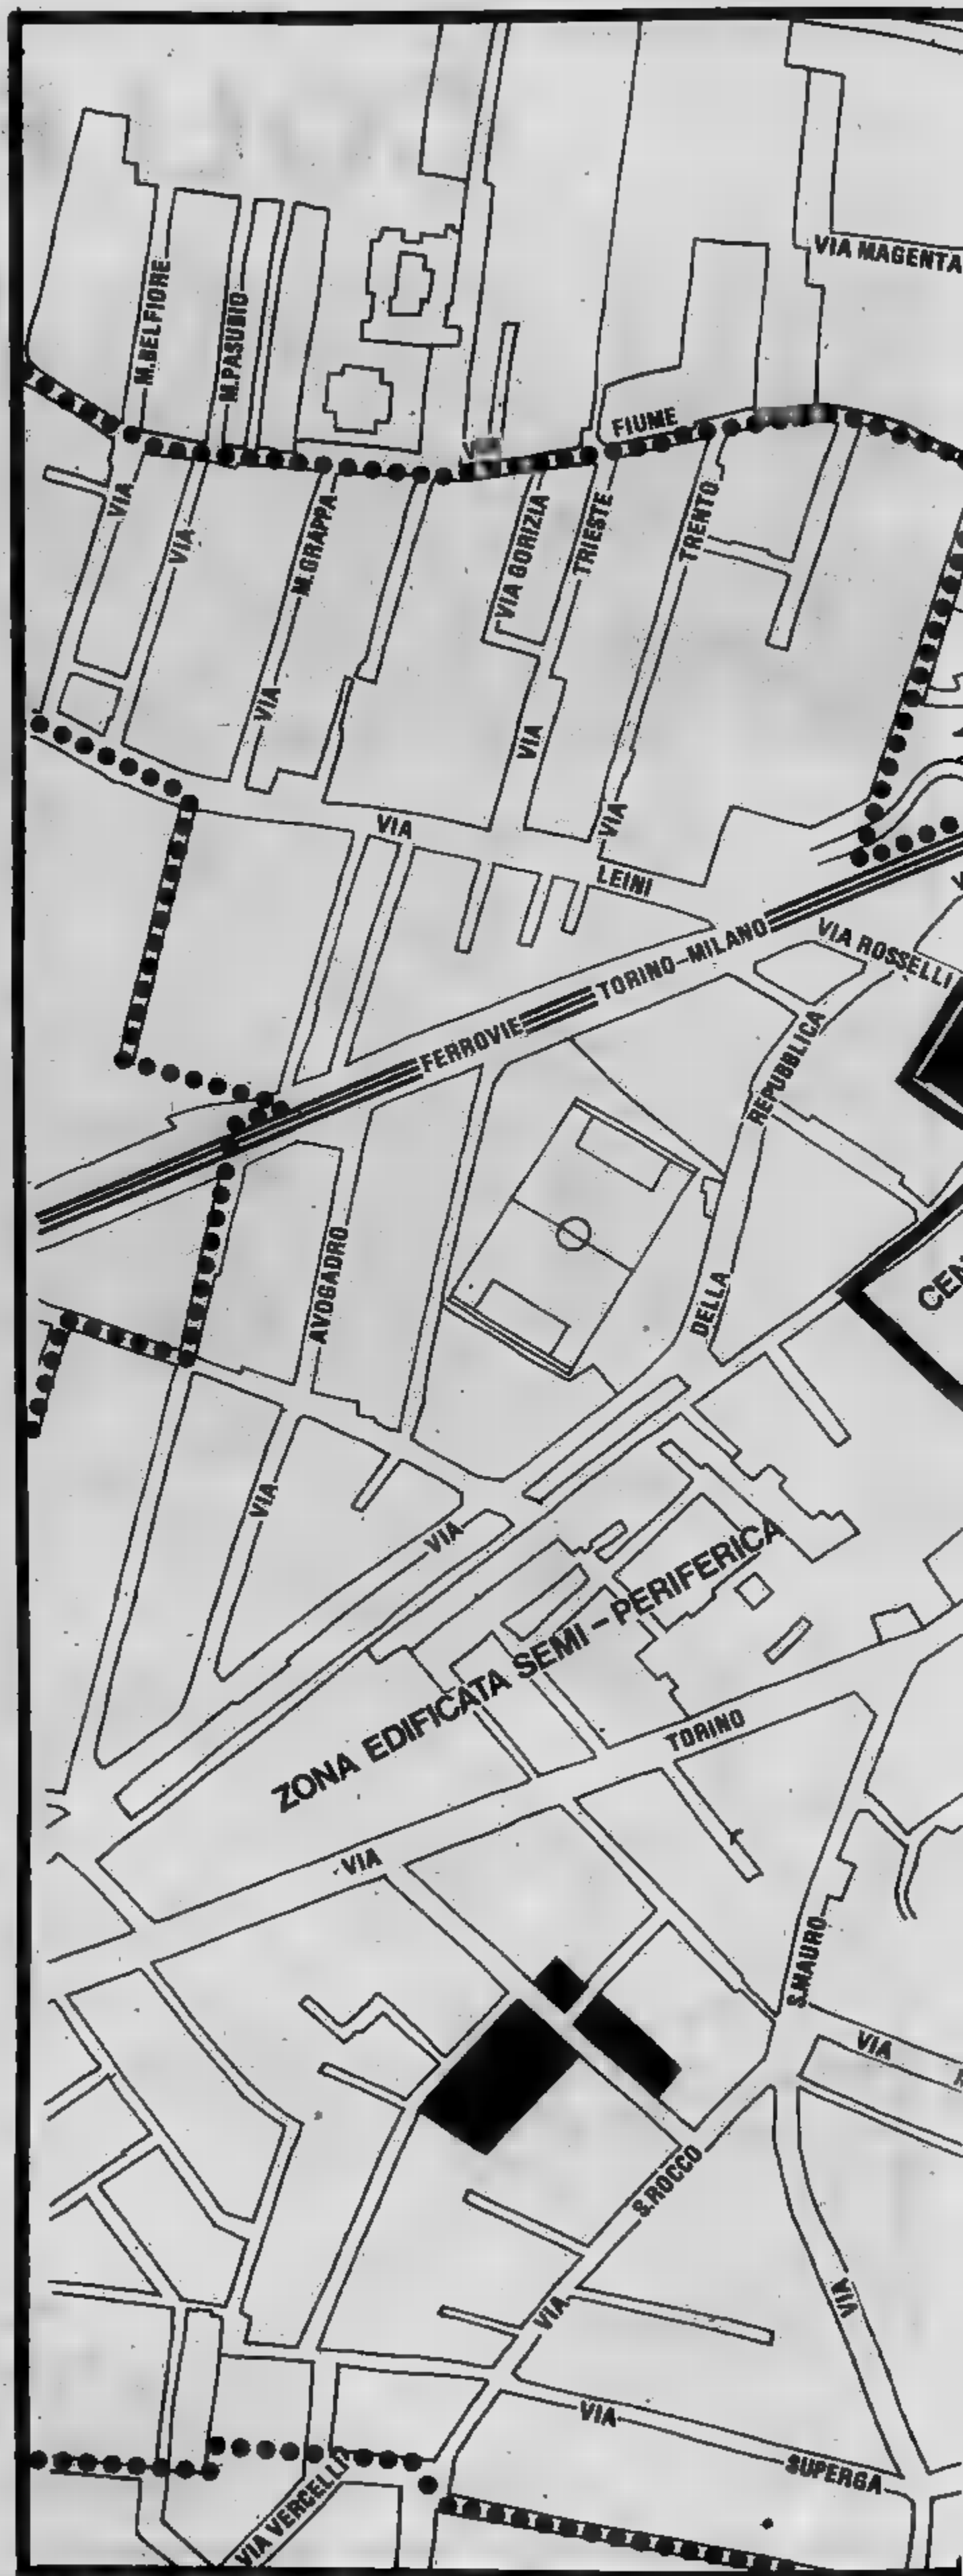 VIA MAGENTA
M.BELFIORE
M.PASUBIO
FIUME
VIA
VIA
M.GRAPPA
VIA GORIZIA
TRIESTE
TRENTO
VIA
VIA
VIA
VIA
LEINI
FERROVIE TORINO-MILANO
VIA ROSSELLI
REPUBBLICA
DELLA
AVOGADRO
CEN
VIA
VIA
ZONA EDIFICATA SEMI-PERIFERICA
TORINO
VIA
S.MAURO
VIA
S.ROCCO
VIA
VIA
VIA
SUPERGA
VIA VERCELLI